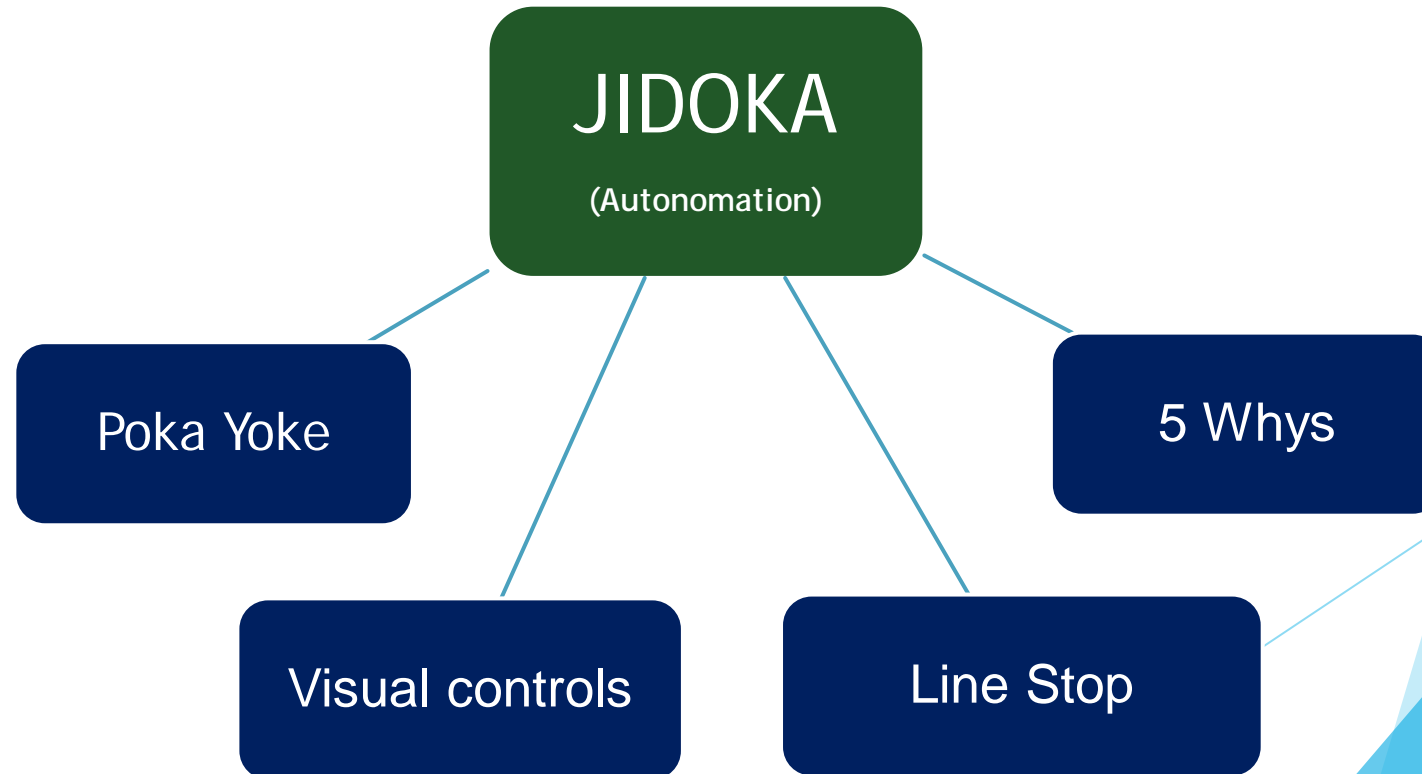 JIDOKA
(Autonomation)
Poka Yoke
5 Whys
Visual controls
Line Stop